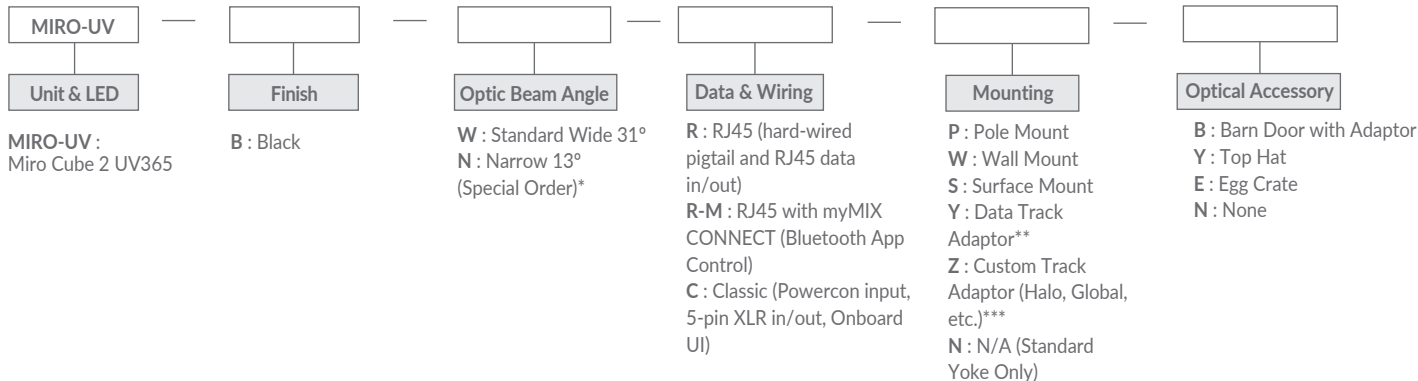 MIRO-UV
Unit & LED
MIRO-UV :
Miro Cube 2 UV365
Finish
B : Black
Optic Beam Angle
W : Standard Wide 31º
N : Narrow 13º
(Special Order)*
Data & Wiring
R : RJ45 (hard-wired
pigtail and RJ45 data
in/out)
R-M : RJ45 with myMIX
CONNECT (Bluetooth App
Control)
C : Classic (Powercon input,
5-pin XLR in/out, Onboard
UI)
Mounting
P : Pole Mount
W : Wall Mount
S : Surface Mount
Y : Data Track
Adaptor**
Z : Custom Track
Adaptor (Halo, Global,
etc.)***
N : N/A (Standard
Yoke Only)
Optical Accessory
B : Barn Door with Adaptor
Y : Top Hat
E : Egg Crate
N : None